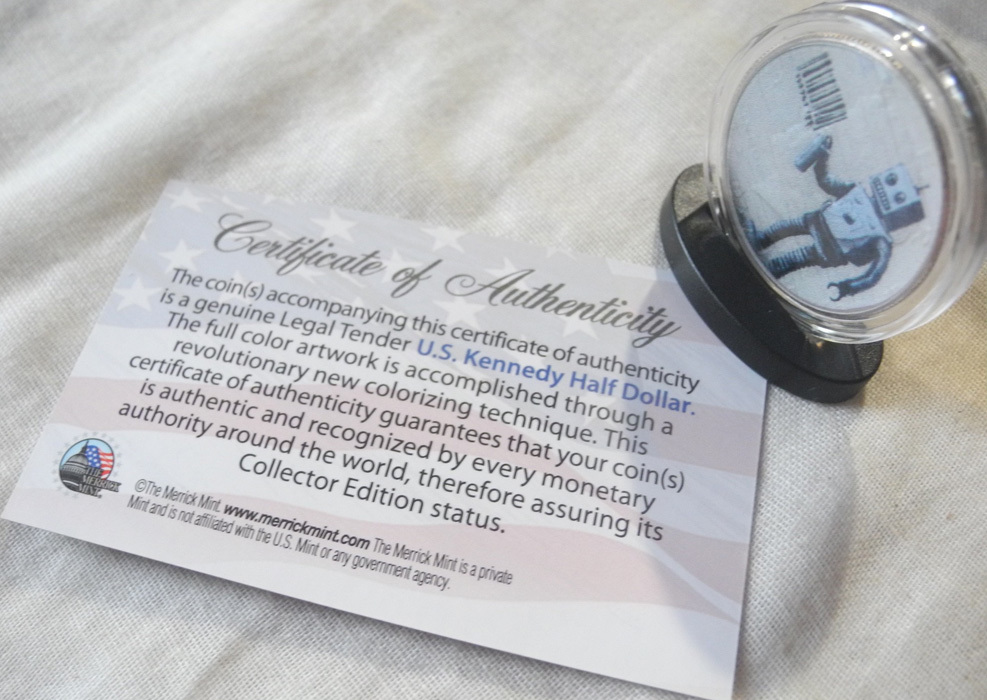 Certificate of Authenticity
The coin(s) accompanying this certificate of authenticity
is a genuine Legal Tender U.S. Kennedy Half Dollar.
The full color artwork is accomplished through a
revolutionary new colorizing technique. This
certificate of authenticity guarantees that your coin(s)
is authentic and recognized by every monetary
authority around the world, therefore assuring its
Collector Edition status.
THE
MERRICK
MINT
©The Merrick Mint. www.merrickmint.com The Merrick Mint is a private
Mint and is not affiliated with the U.S. Mint or any government agency.